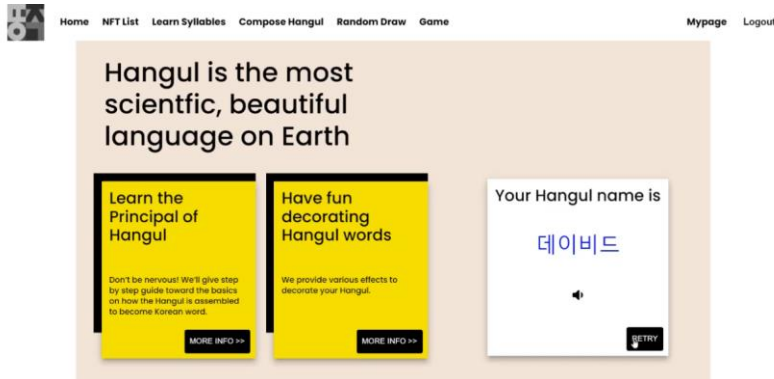 Home NFT List Learn Syllables Compose Hangul Random Draw Game Mypage Logout
Hangul is the most
scientfic, beautiful
language on Earth
Learn the
Principal of
Hangul
Don't be nervous! We'll give step
by step guide toward the basics
on how the Hangul is assembled
to become Korean word.
MORE INFO >>
Have fun
decorating
Hangul words
We provide various effects to
decorate your Hangul.
MORE INFO >>
Your Hangul name is
데이비드
RETRY